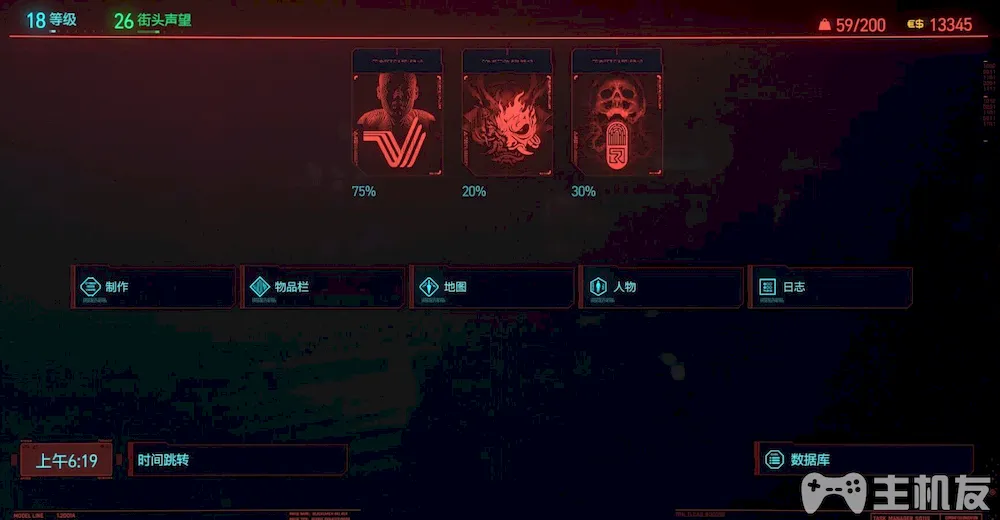 18 等级
26 街头声望
59/200
€$ 13345
75%
20%
30%
制作
物品栏
地图
人物
日志
上午6:19
时间跳转
数据库
主机友
MODEL LINE